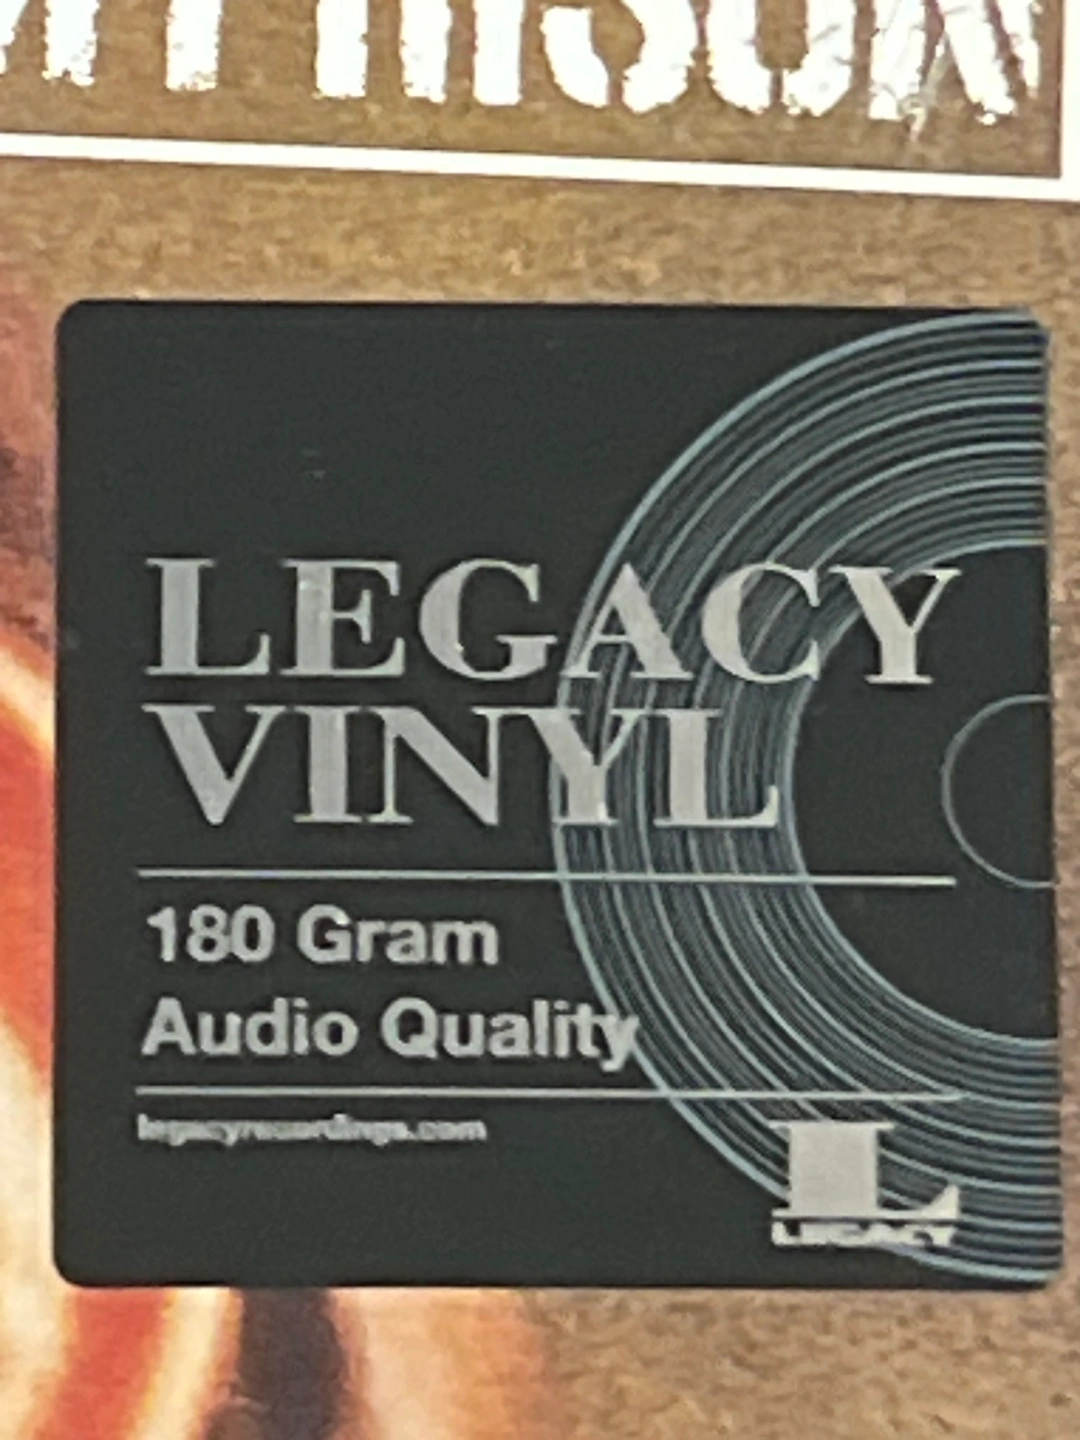 LEGACY
VINYL
180 Gram
Audio Quality
legacyrecordings.com
L
LEGACY